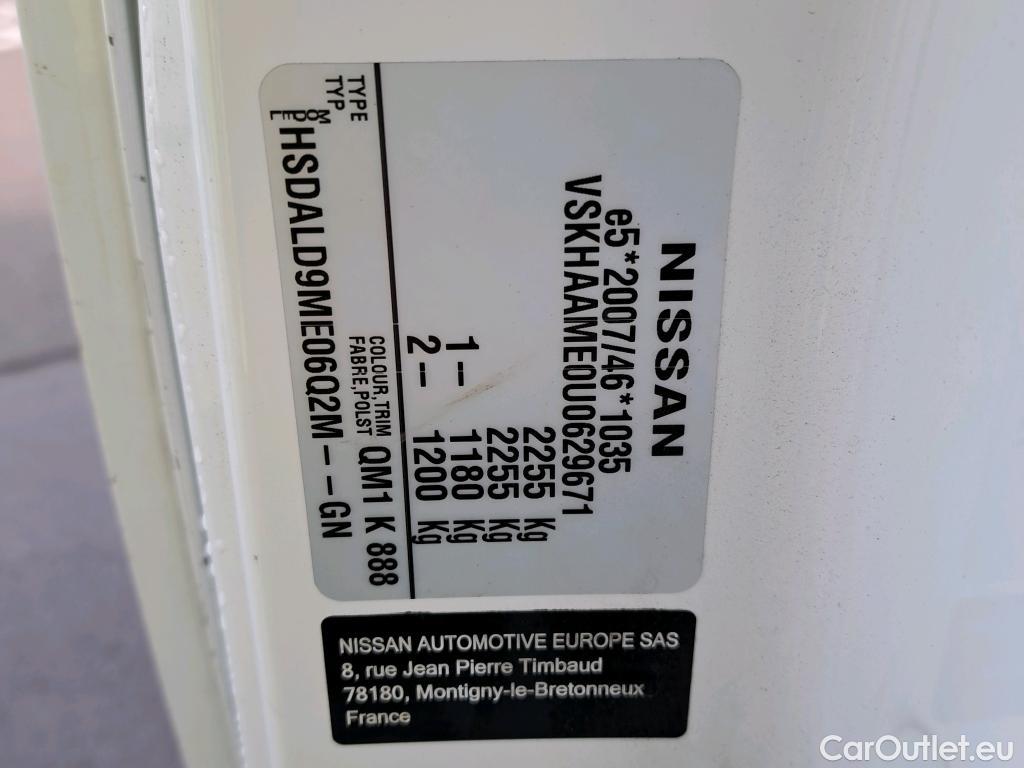 NISSAN
e5*2007/46*1035
VSKHAAME0U0629671
2255 Kg
2255 Kg
1-- 1180 Kg
2-- 1200 Kg
TYPE
TYP
COLOUR,TRIM
FABRE,POLST QM1 K 888
MODEL
HSDALD9ME06Q2M---GN
NISSAN AUTOMOTIVE EUROPE SAS
8, rue Jean Pierre Timbaud
78180, Montigny-le-Bretonneux
France
CarOutlet.eu